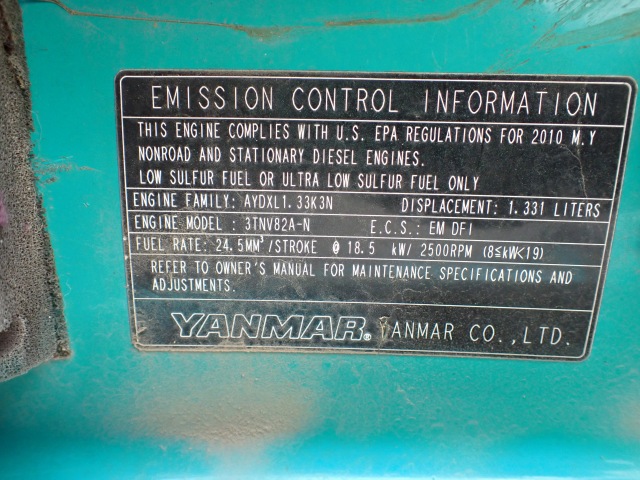 EMISSION CONTROL INFORMATION
THIS ENGINE COMPLIES WITH U.S. EPA REGULATIONS FOR 2010 M.Y
NONROAD AND STATIONARY DIESEL ENGINES.
LOW SULFUR FUEL OR ULTRA LOW SULFUR FUEL ONLY
ENGINE FAMILY: AYDXL1.33K3N DISPLACEMENT: 1.331 LITERS
ENGINE MODEL : 3TNV82A-N E.C.S.: EM DFI
FUEL RATE: 24.5MM³/STROKE @ 18.5 kW/ 2500RPM (8≦kW<19)
REFER TO OWNER'S MANUAL FOR MAINTENANCE SPECIFICATIONS AND
ADJUSTMENTS.
YANMAR® YANMAR CO.,LTD.